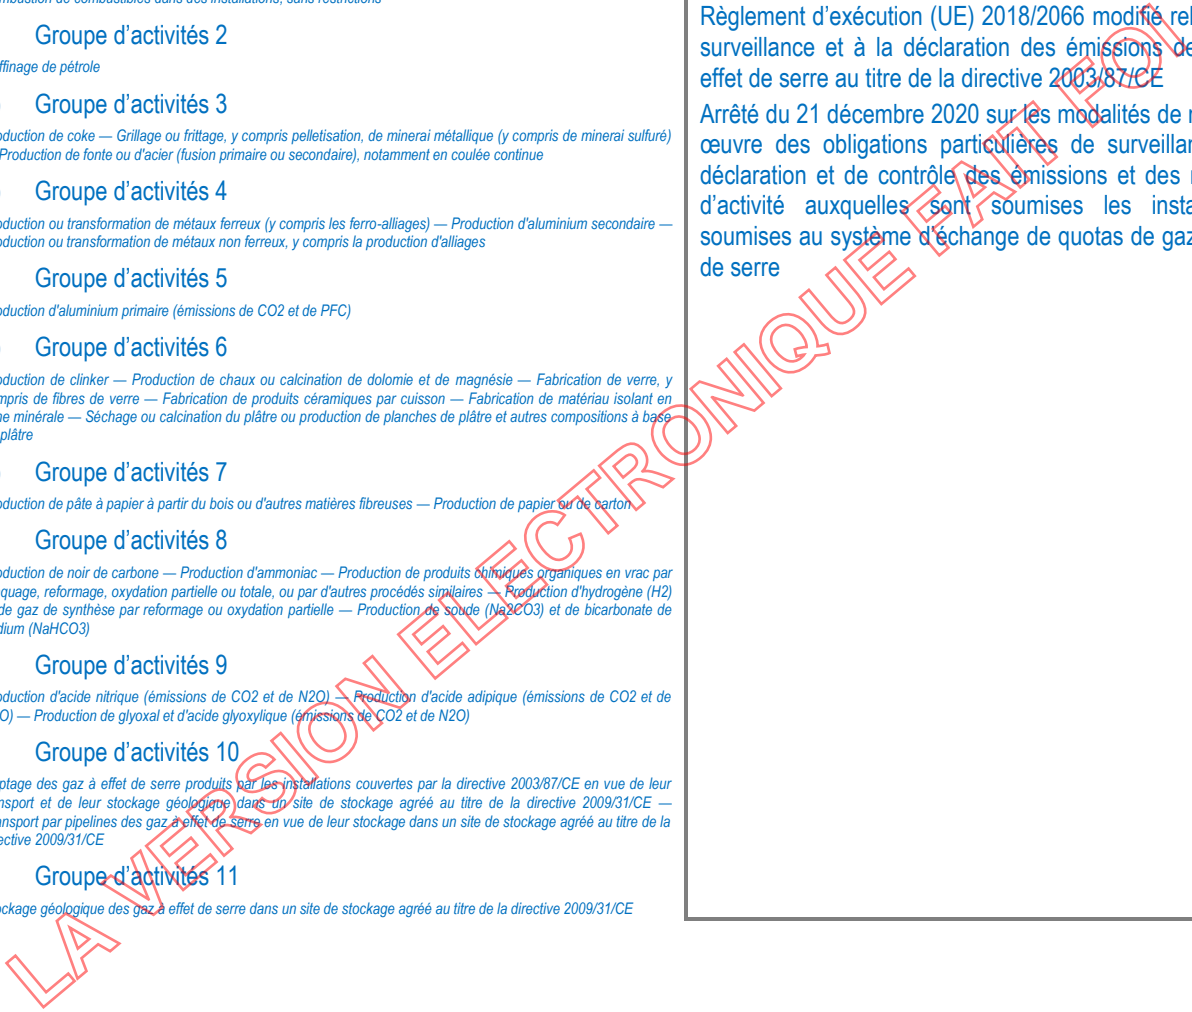 mbustion de combustibles dans des installations, sans restrictions
Groupe d'activités 2
ffinage de pétrole
Groupe d'activités 3
oduction de coke — Grillage ou frittage, y compris pelletisation, de minerai métallique (y compris de minerai sulfuré)
Production de fonte ou d'acier (fusion primaire ou secondaire), notamment en coulée continue
Groupe d'activités 4
oduction ou transformation de métaux ferreux (y compris les ferro-alliages) — Production d'aluminium secondaire —
oduction ou transformation de métaux non ferreux, y compris la production d'alliages
Groupe d'activités 5
oduction d'aluminium primaire (émissions de CO2 et de PFC)
Groupe d'activités 6
oduction de clinker — Production de chaux ou calcination de dolomie et de magnésie — Fabrication de verre, y
mpris de fibres de verre — Fabrication de produits céramiques par cuisson — Fabrication de matériau isolant en
ne minérale — Séchage ou calcination du plâtre ou production de planches de plâtre et autres compositions à base
plâtre
Groupe d'activités 7
oduction de pâte à papier à partir du bois ou d'autres matières fibreuses — Production de papier ou de carton
Groupe d'activités 8
oduction de noir de carbone — Production d'ammoniac — Production de produits chimiques organiques en vrac par
quage, reformage, oxydation partielle ou totale, ou par d'autres procédés similaires — Production d'hydrogène (H2)
de gaz de synthèse par reformage ou oxydation partielle — Production de soude (Na2CO3) et de bicarbonate de
dium (NaHCO3)
Groupe d'activités 9
oduction d'acide nitrique (émissions de CO2 et de N2O) — Production d'acide adipique (émissions de CO2 et de
O) — Production de glyoxal et d'acide glyoxylique (émissions de CO2 et de N2O)
Groupe d'activités 10
ptage des gaz à effet de serre produits par les installations couvertes par la directive 2003/87/CE en vue de leur
nsport et de leur stockage géologique dans un site de stockage agréé au titre de la directive 2009/31/CE —
ansport par pipelines des gaz à effet de serre en vue de leur stockage dans un site de stockage agréé au titre de la
ective 2009/31/CE
Groupe d'activités 11
ockage géologique des gaz à effet de serre dans un site de stockage agréé au titre de la directive 2009/31/CE
Règlement d'exécution (UE) 2018/2066 modifié rel
surveillance et à la déclaration des émissions de
effet de serre au titre de la directive 2003/87/CE
Arrêté du 21 décembre 2020 sur les modalités de
œuvre des obligations particulières de surveillan
déclaration et de contrôle des émissions et des
d'activité auxquelles sont soumises les insta
soumises au système d'échange de quotas de gaz
de serre
LA VERSION ELECTRONIQUE FAIT FOI